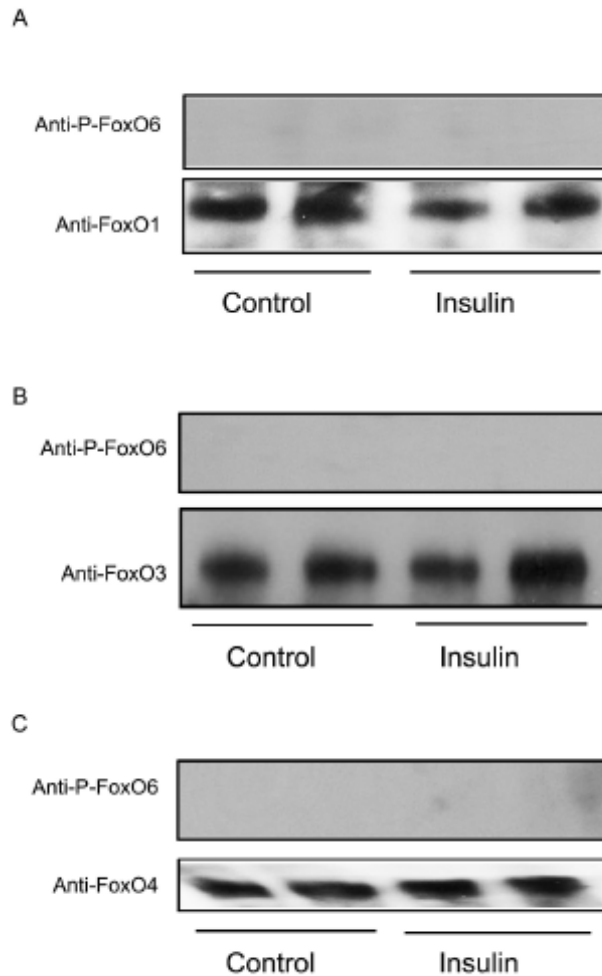 A
Anti-P-FoxO6
Anti-FoxO1
Control Insulin
B
Anti-P-FoxO6
Anti-FoxO3
Control Insulin
C
Anti-P-FoxO6
Anti-FoxO4
Control Insulin